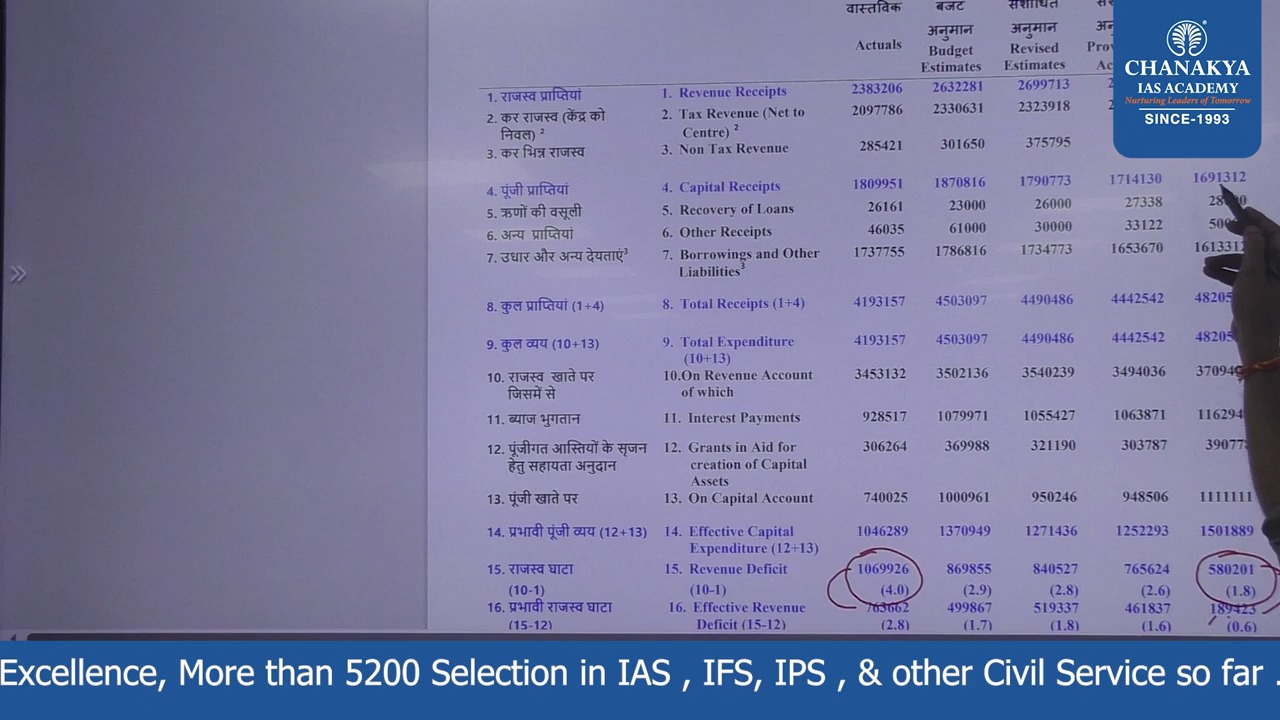 वास्तविक बजट संशोधित
अनुमान अनुमान
Actuals Budget Revised
Estimates Estimates
CHANAKYA
IAS ACADEMY
Nurturing Leaders of Tomorrow
SINCE-1993
1. राजस्व प्राप्तियां 1. Revenue Receipts 2383206 2632281 2699713
2. कर राजस्व (केंद्र को 2. Tax Revenue (Net to 2097786 2330631 2323918
निवल) ² Centre) ²
3. कर भिन्न राजस्व 3. Non Tax Revenue 285421 301650 375795
4. पूंजी प्राप्तियां 4. Capital Receipts 1809951 1870816 1790773 1714130 1691312
5. ऋणों की वसूली 5. Recovery of Loans 26161 23000 26000 27338
6. अन्य प्राप्तियां 6. Other Receipts 46035 61000 30000 33122
7. उधार और अन्य देयताएं³ 7. Borrowings and Other 1737755 1786816 1734773 1653670 1613312
Liabilities³
8. कुल प्राप्तियां (1+4) 8. Total Receipts (1+4) 4193157 4503097 4490486 4442542
9. कुल व्यय (10+13) 9. Total Expenditure 4193157 4503097 4490486 4442542
(10+13)
10. राजस्व खाते पर 10.On Revenue Account 3453132 3502136 3540239 3494036
जिसमें से of which
11. ब्याज भुगतान 11. Interest Payments 928517 1079971 1055427 1063871
12. पूंजीगत आस्तियों के सृजन 12. Grants in Aid for 306264 369988 321190 303787
हेतु सहायता अनुदान creation of Capital
Assets
13. पूंजी खाते पर 13. On Capital Account 740025 1000961 950246 948506 1111111
14. प्रभावी पूंजी व्यय (12+13) 14. Effective Capital 1046289 1370949 1271436 1252293 1501889
Expenditure (12+13)
15. राजस्व घाटा 15. Revenue Deficit 1069926 869855 840527 765624 580201
(10-1) (10-1) (4.0) (2.9) (2.8) (2.6) (1.8)
16. प्रभावी राजस्व घाटा 16. Effective Revenue 763662 499867 519337 461837 189423
(15-12) Deficit (15-12) (2.8) (1.7) (1.8) (1.6) (0.6)
Excellence, More than 5200 Selection in IAS , IFS, IPS , & other Civil Service so far .